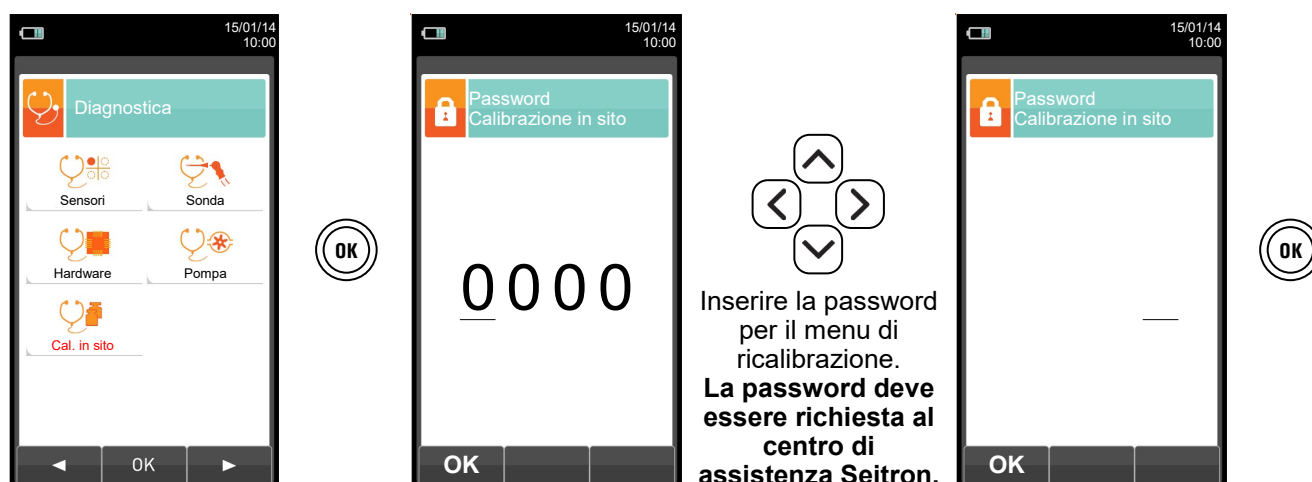 15/01/14
10:00
Diagnostica
Sensori
Sonda
Hardware
Pompa
Cal. in sito
OK
OK
15/01/14
10:00
Password
Calibrazione in sito
0000
OK
Inserire la password
per il menu di
ricalibrazione.
La password deve
essere richiesta al
centro di
assistenza Seitron.
15/01/14
10:00
Password
Calibrazione in sito
OK
OK